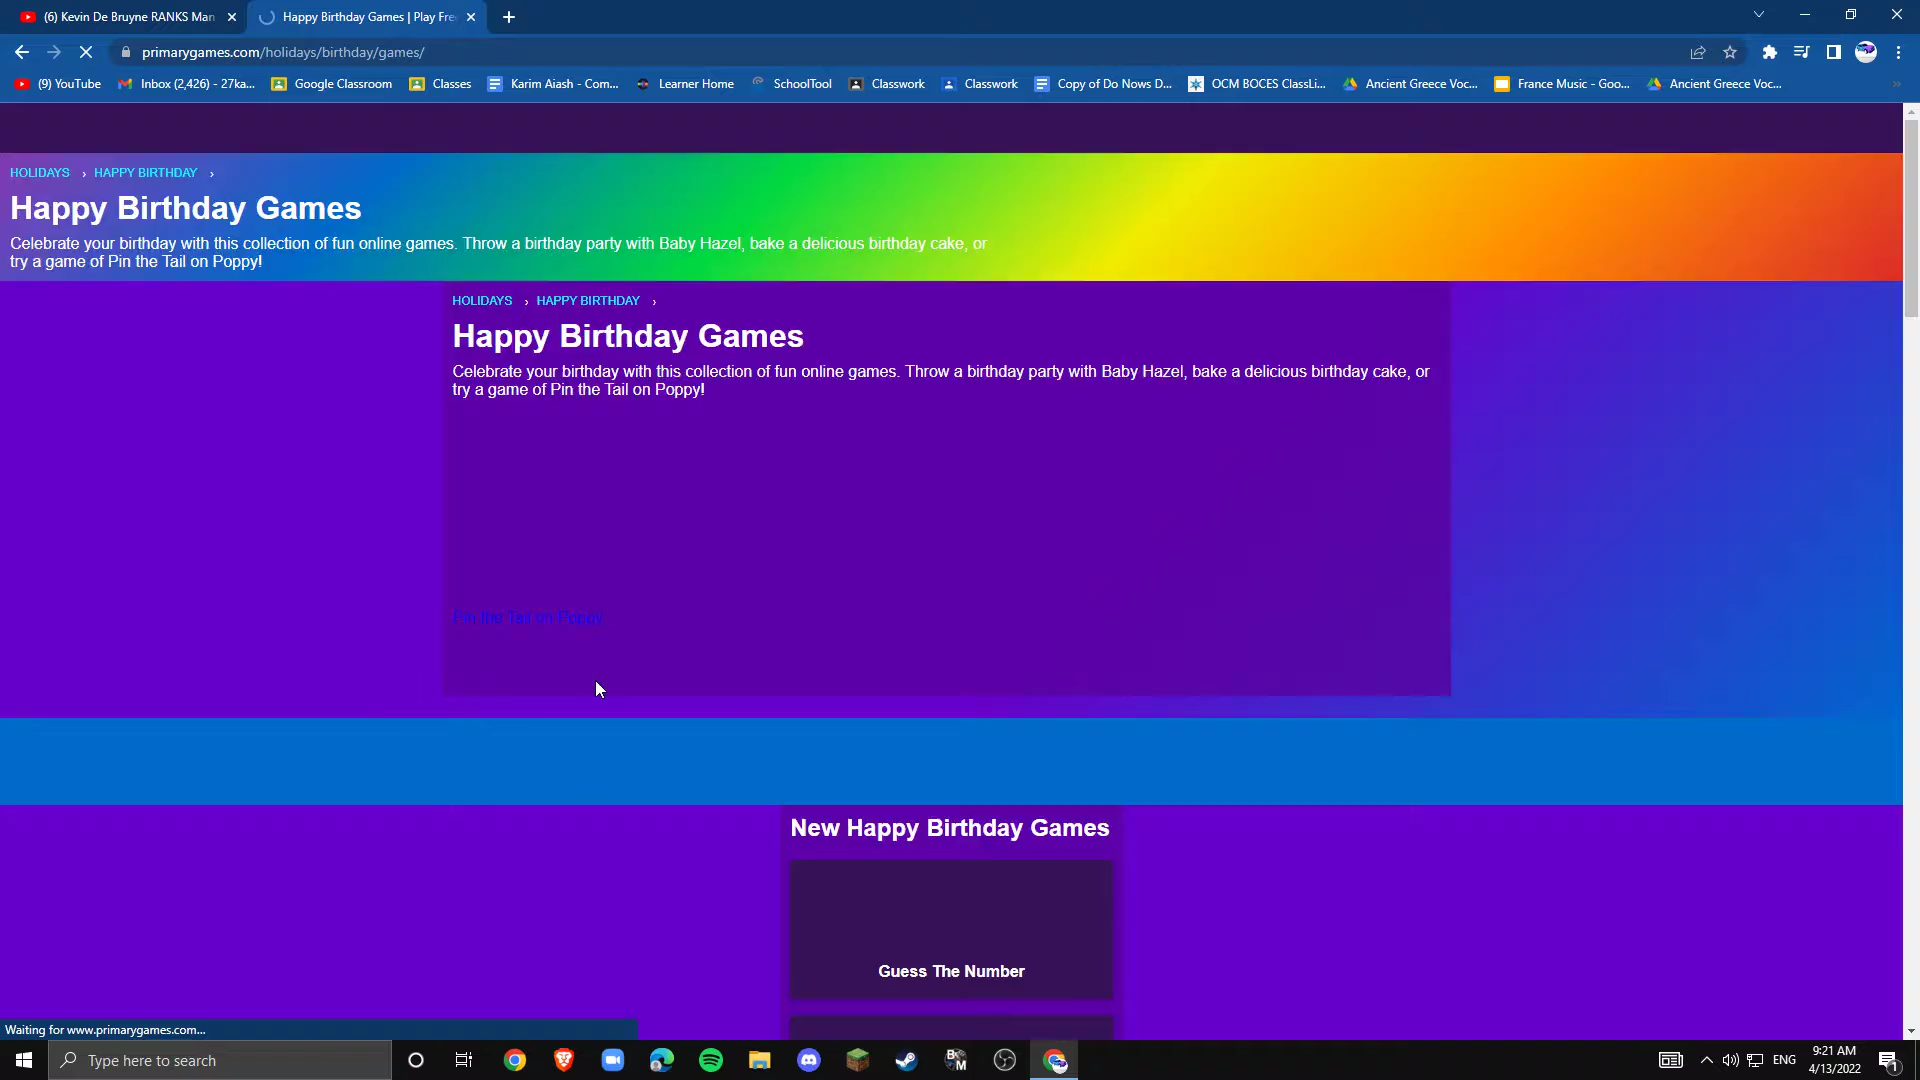 (6) Kevin De Bruyne RANKS Man
Happy Birthday Games | Play Fre
primarygames.com/holidays/birthday/games/
(9) YouTube
Inbox (2,426) - 27ka...
Google Classroom
Classes
Karim Aiash - Com...
Learner Home
SchoolTool
Classwork
Classwork
Copy of Do Nows D...
OCM BOCES ClassLi...
Ancient Greece Voc...
France Music - Goo...
Ancient Greece Voc...
HOLIDAYS › HAPPY BIRTHDAY ›
Happy Birthday Games
Celebrate your birthday with this collection of fun online games. Throw a birthday party with Baby Hazel, bake a delicious birthday cake, or
try a game of Pin the Tail on Poppy!
HOLIDAYS › HAPPY BIRTHDAY ›
Happy Birthday Games
Celebrate your birthday with this collection of fun online games. Throw a birthday party with Baby Hazel, bake a delicious birthday cake, or
try a game of Pin the Tail on Poppy!
Pin the Tail on Poppy
New Happy Birthday Games
Guess The Number
Waiting for www.primarygames.com...
Type here to search
ENG
9:21 AM
4/13/2022
1